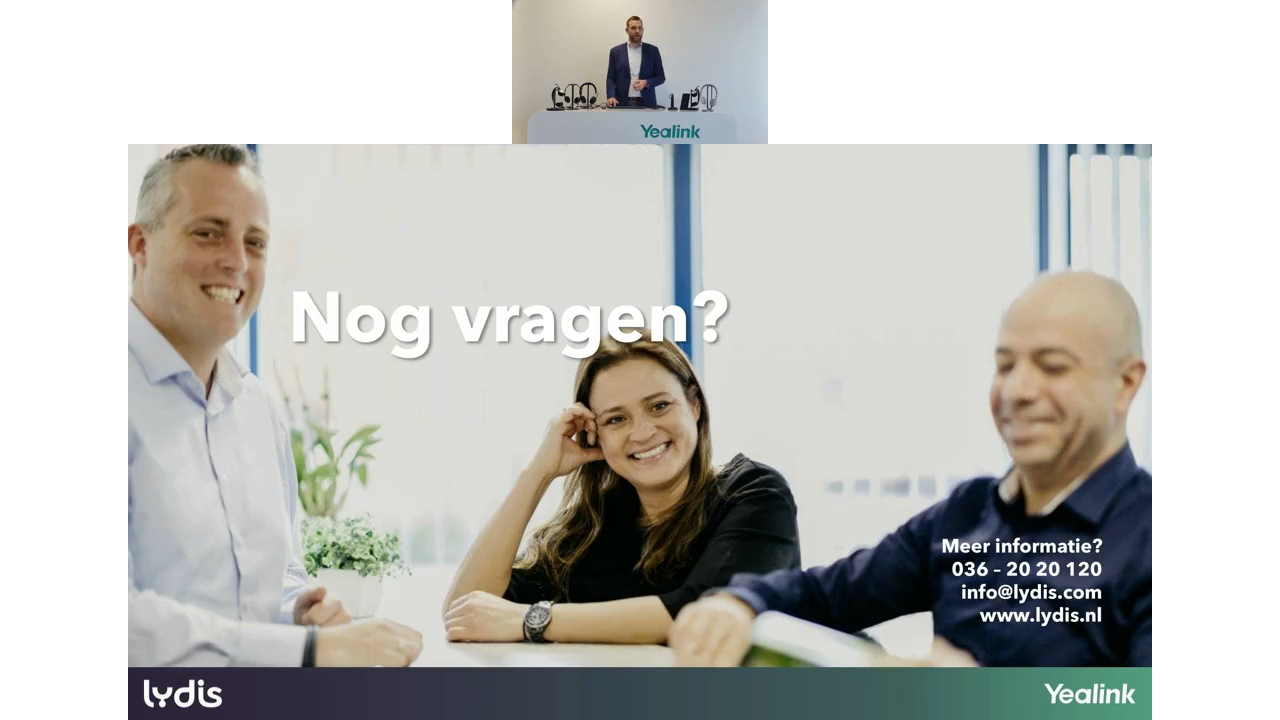 Yealink
Nog vragen?
Meer informatie?
036 – 20 20 120
info@lydis.com
www.lydis.nl
lydis
Yealink